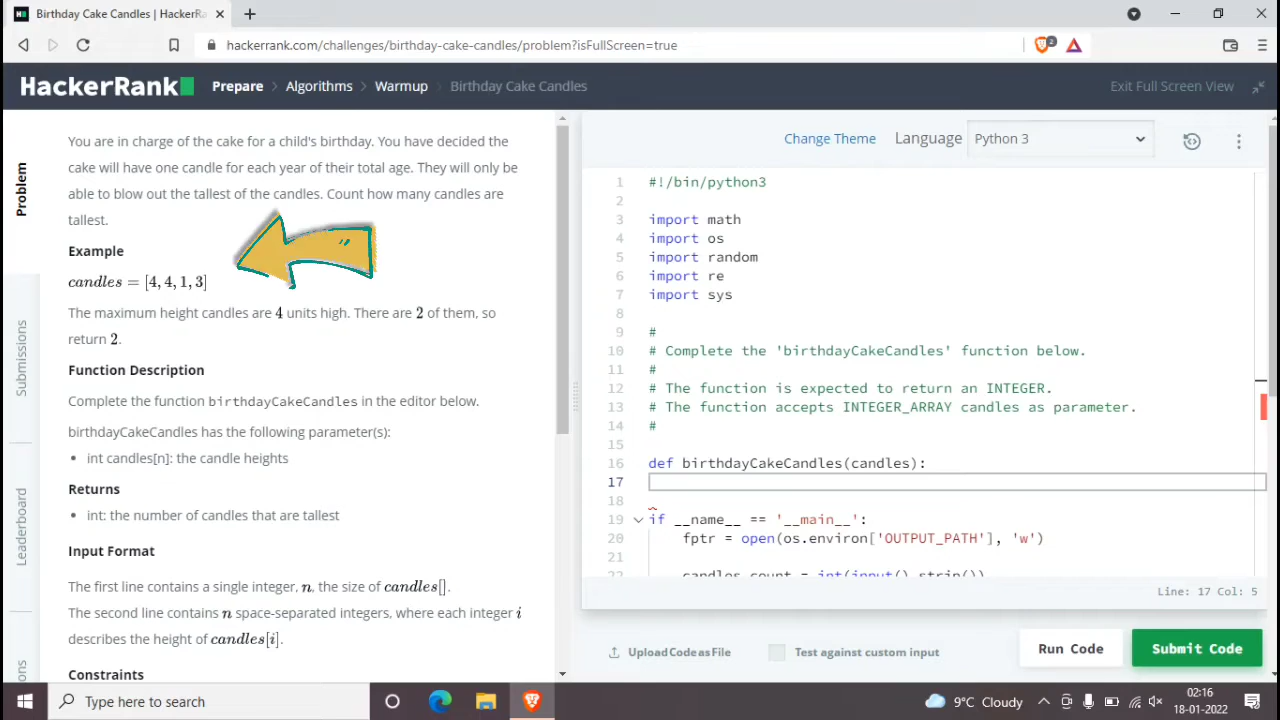 Birthday Cake Candles | HackerRa
hackerrank.com/challenges/birthday-cake-candles/problem?isFullScreen=true
2
HackerRank
Prepare > Algorithms > Warmup > Birthday Cake Candles
Exit Full Screen View
Problem
Submissions
Leaderboard
You are in charge of the cake for a child's birthday. You have decided the
cake will have one candle for each year of their total age. They will only be
able to blow out the tallest of the candles. Count how many candles are
tallest.
Example
candles = [4, 4, 1, 3]
The maximum height candles are 4 units high. There are 2 of them, so
return 2.
Function Description
Complete the function birthdayCakeCandles in the editor below.
birthdayCakeCandles has the following parameter(s):
• int candles[n]: the candle heights
Returns
• int: the number of candles that are tallest
Input Format
The first line contains a single integer, n, the size of candles[].
The second line contains n space-separated integers, where each integer i
describes the height of candles[i].
Constraints
Change Theme Language Python 3
1 #!/bin/python3
2
3 import math
4 import os
5 import random
6 import re
7 import sys
8
9 #
10 # Complete the 'birthdayCakeCandles' function below.
11 #
12 # The function is expected to return an INTEGER.
13 # The function accepts INTEGER_ARRAY candles as parameter.
14 #
15
16 def birthdayCakeCandles(candles):
17
18
19 if __name__ == '__main__':
20 fptr = open(os.environ['OUTPUT_PATH'], 'w')
21
22 candles_count = int(input().strip())
Line: 17 Col: 5
Upload Code as File
Test against custom input
Run Code
Submit Code
Type here to search
9°C Cloudy
02:16
18-01-2022